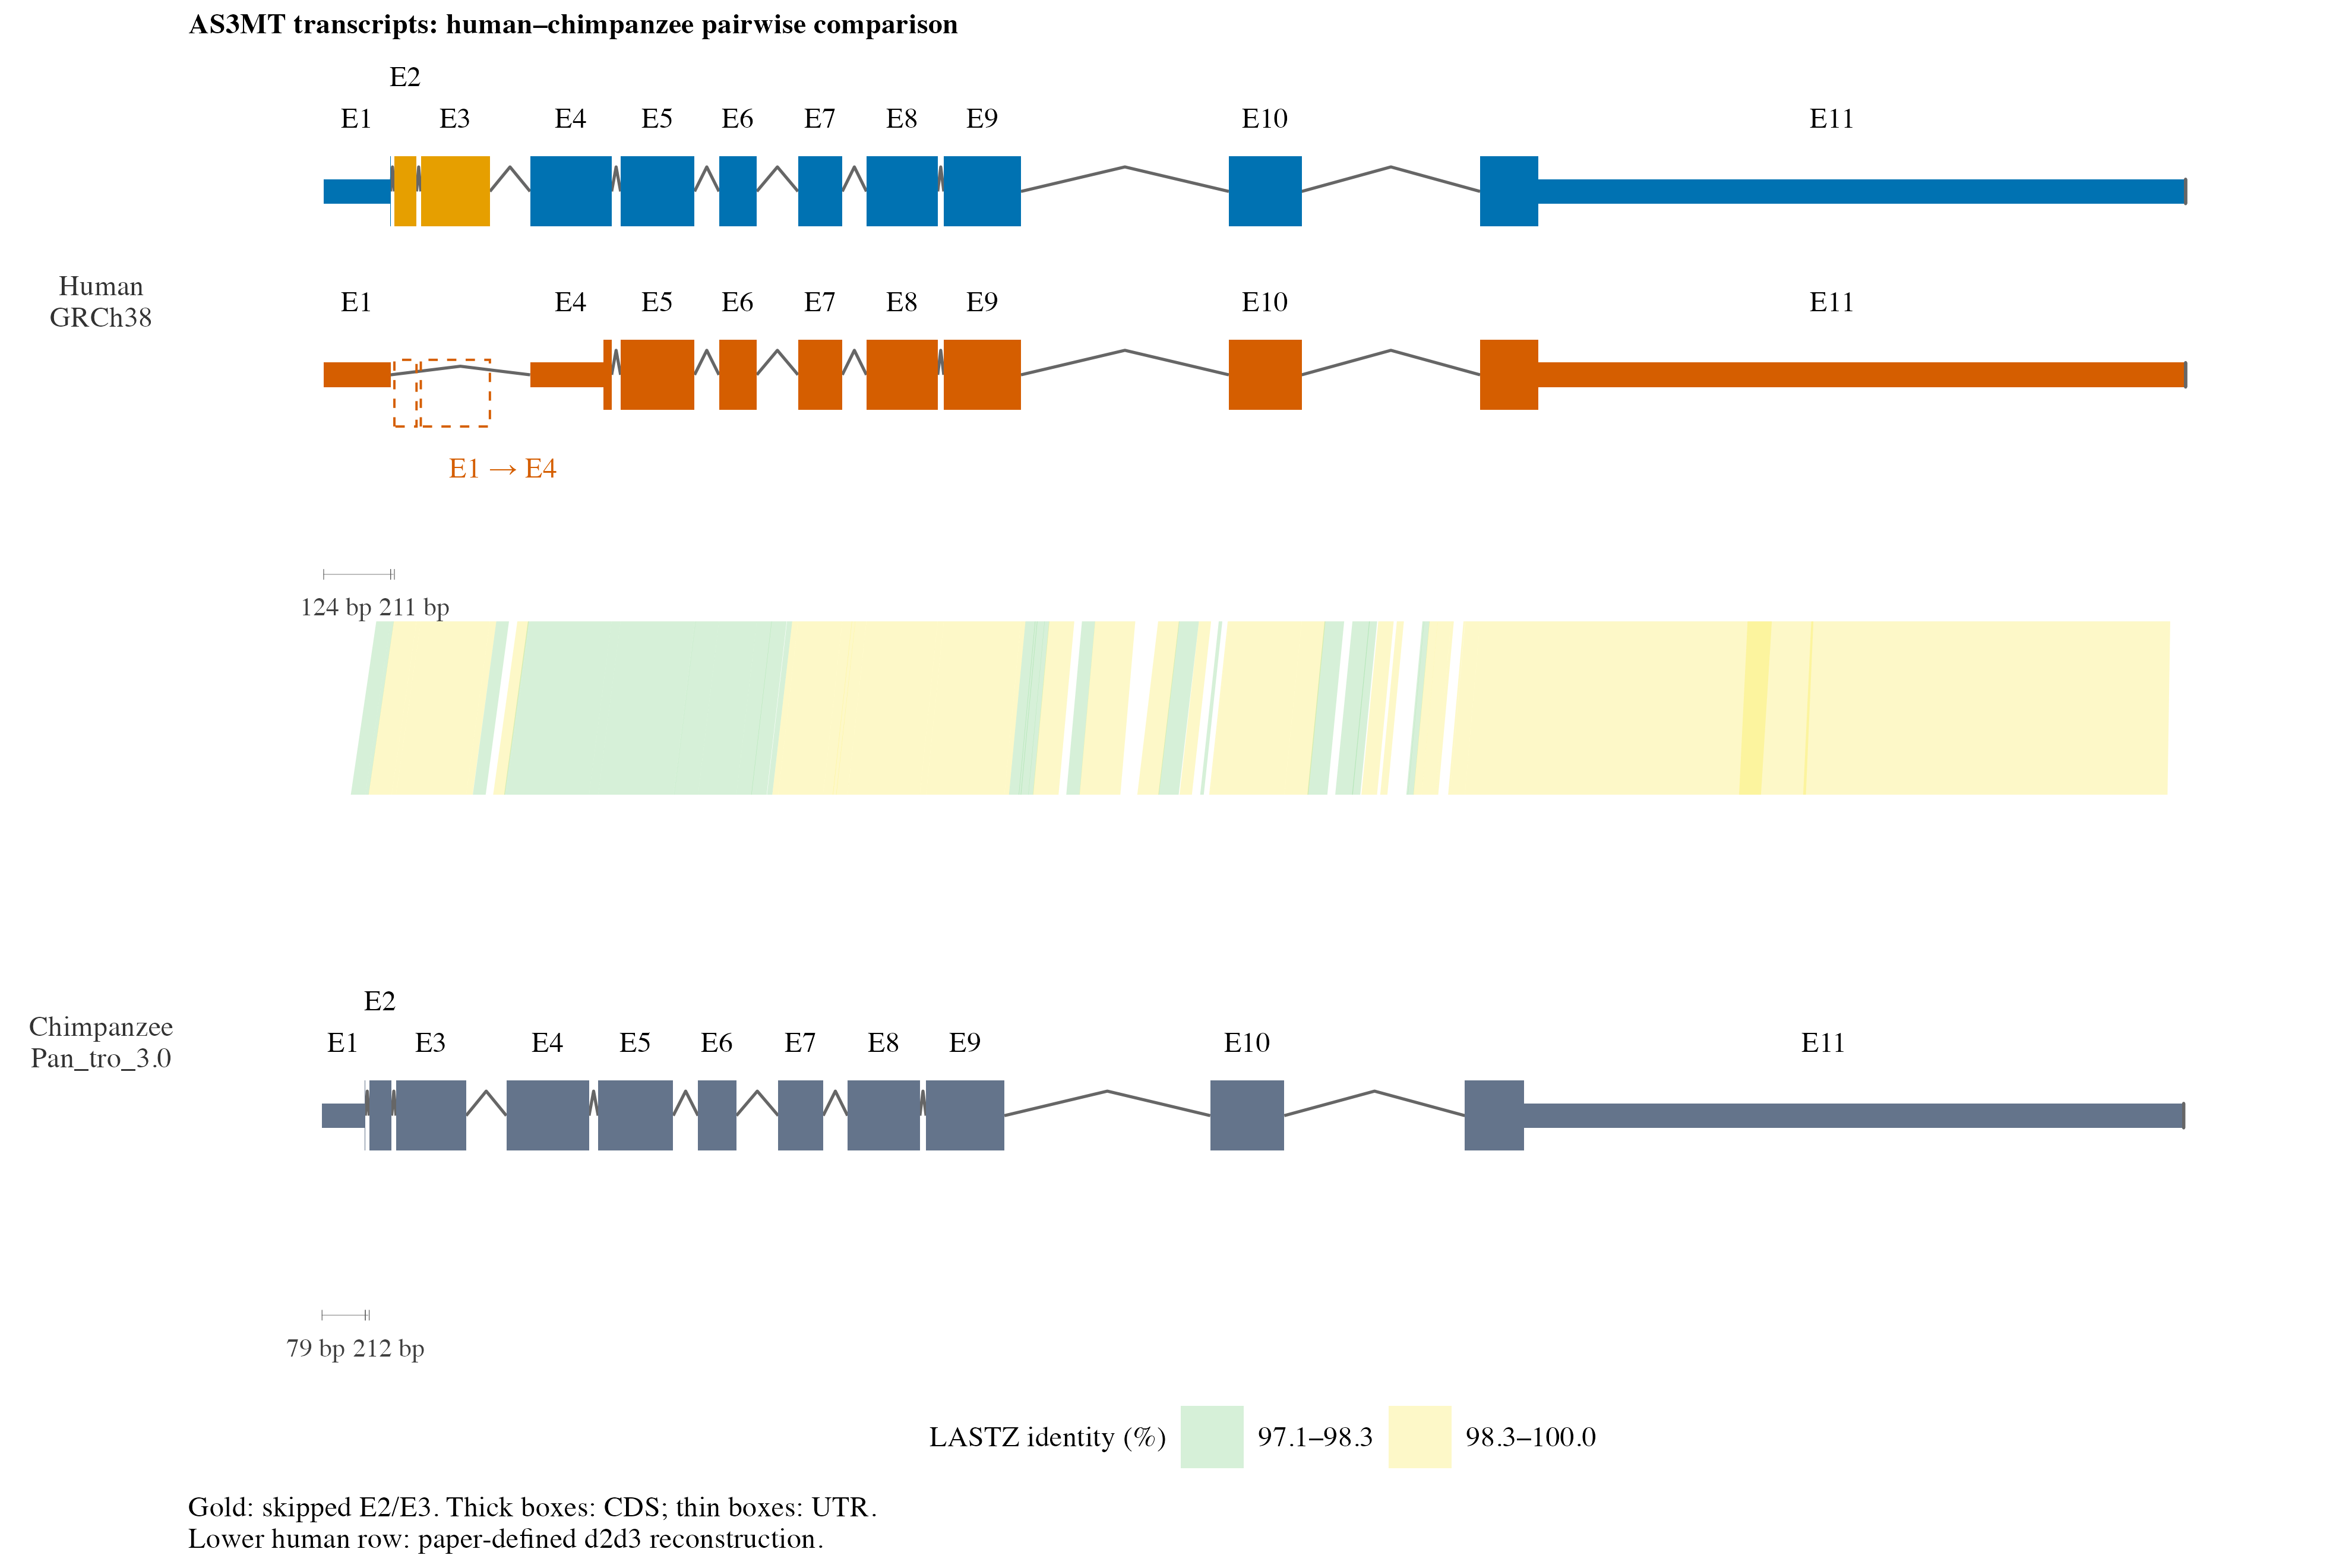 AS3MT transcripts: human–chimpanzee pairwise comparison
E2
E1 E3 E4 E5 E6 E7 E8 E9 E10 E11
Human
GRCh38
E1 E4 E5 E6 E7 E8 E9 E10 E11
E1 → E4
124 bp 211 bp
E2
Chimpanzee
Pan_tro_3.0
E1 E3 E4 E5 E6 E7 E8 E9 E10 E11
79 bp 212 bp
LASTZ identity (%) 97.1–98.3 98.3–100.0
Gold: skipped E2/E3. Thick boxes: CDS; thin boxes: UTR.
Lower human row: paper-defined d2d3 reconstruction.